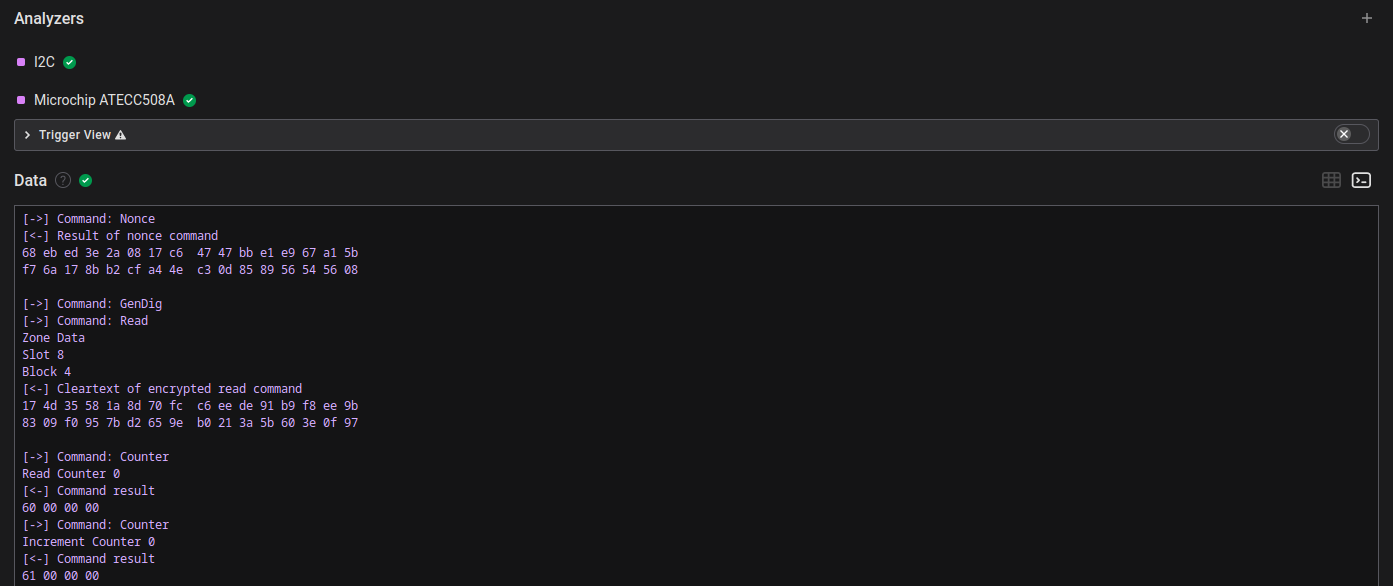 Analyzers
I2C
Microchip ATECC508A
Trigger View
Data
[->] Command: Nonce
[<-] Result of nonce command
68 eb ed 3e 2a 08 17 c6  47 47 bb e1 e9 67 a1 5b
f7 6a 17 8b b2 cf a4 4e  c3 0d 85 89 56 54 56 08

[->] Command: GenDig
[->] Command: Read
Zone Data
Slot 8
Block 4
[<-] Cleartext of encrypted read command
17 4d 35 58 1a 8d 70 fc  c6 ee de 91 b9 f8 ee 9b
83 09 f0 95 7b d2 65 9e  b0 21 3a 5b 60 3e 0f 97

[->] Command: Counter
Read Counter 0
[<-] Command result
60 00 00 00
[->] Command: Counter
Increment Counter 0
[<-] Command result
61 00 00 00